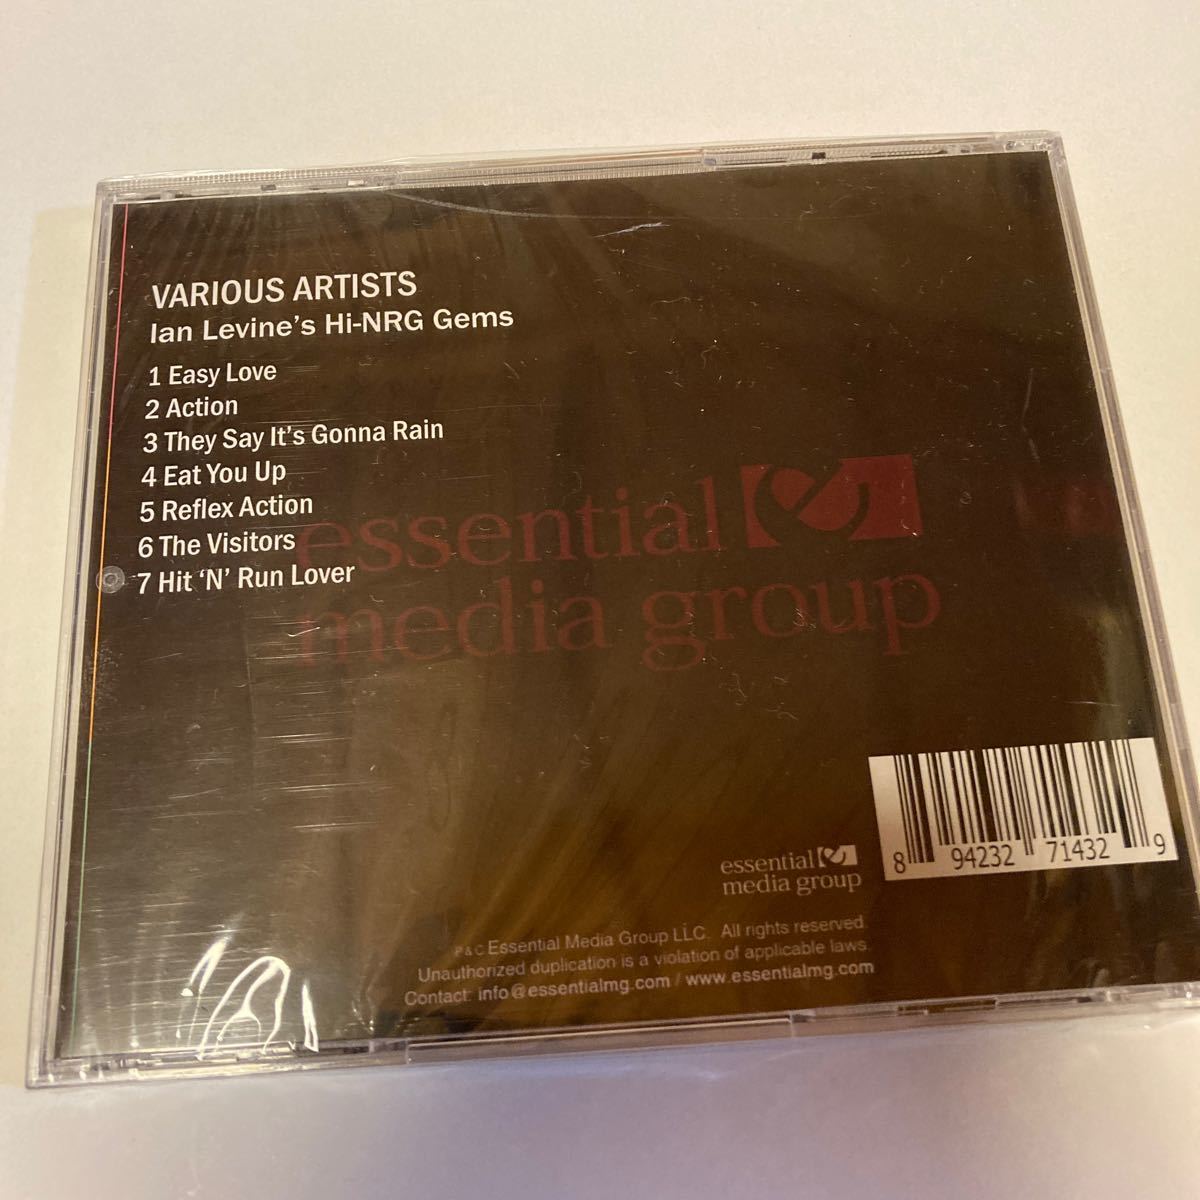 VARIOUS ARTISTS
Ian Levine's Hi-NRG Gems
1 Easy Love
2 Action
3 They Say It's Gonna Rain
4 Eat You Up
5 Reflex Action
6 The Visitors
7 Hit 'N' Run Lover
essential
media group
8 94232 71432 9
essential
media group
P & C Essential Media Group LLC. All rights reserved.
Unauthorized duplication is a violation of applicable laws.
Contact: info@essentialmg.com / www.essentialmg.com